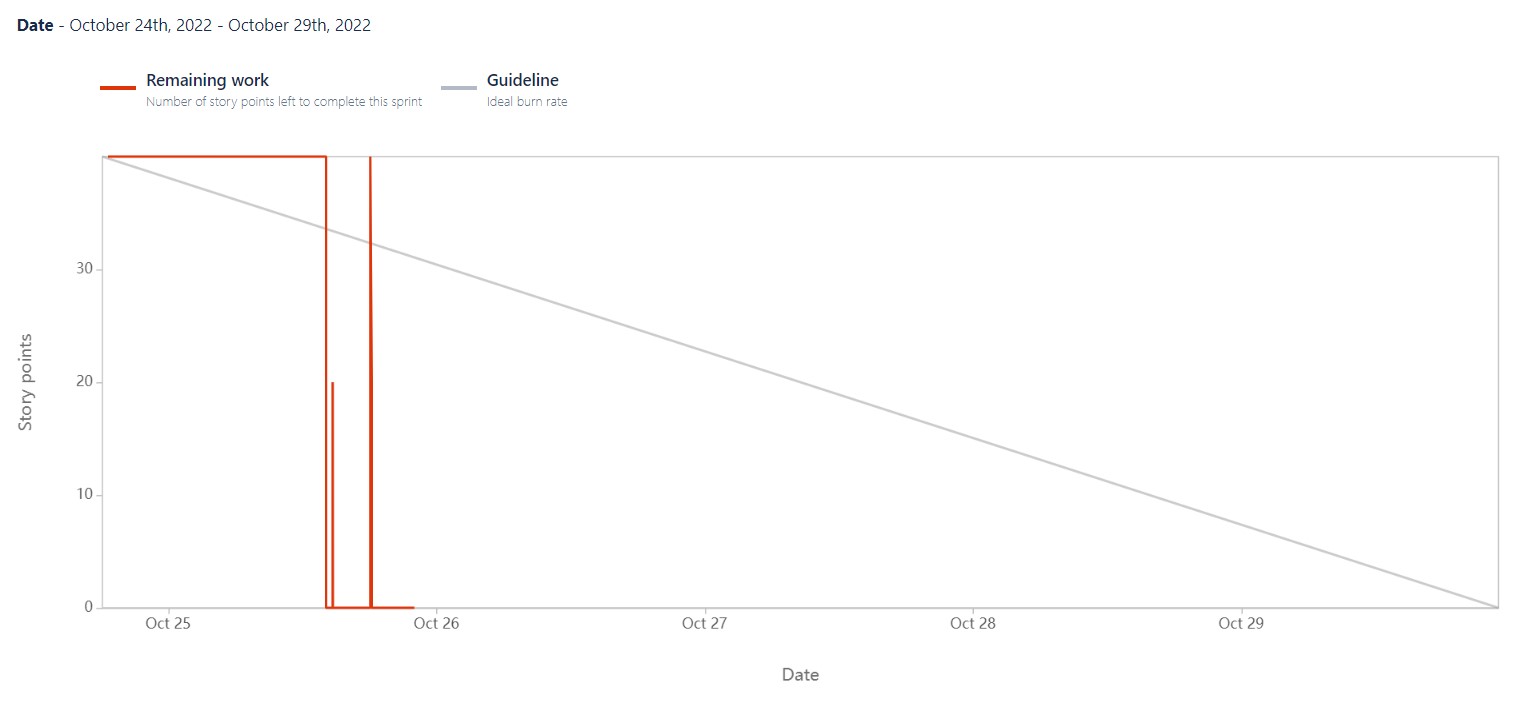 Date - October 24th, 2022 - October 29th, 2022
Remaining work
Number of story points left to complete this sprint
Guideline
Ideal burn rate
Story points
30
20
10
0
Oct 25
Oct 26
Oct 27
Oct 28
Oct 29
Date